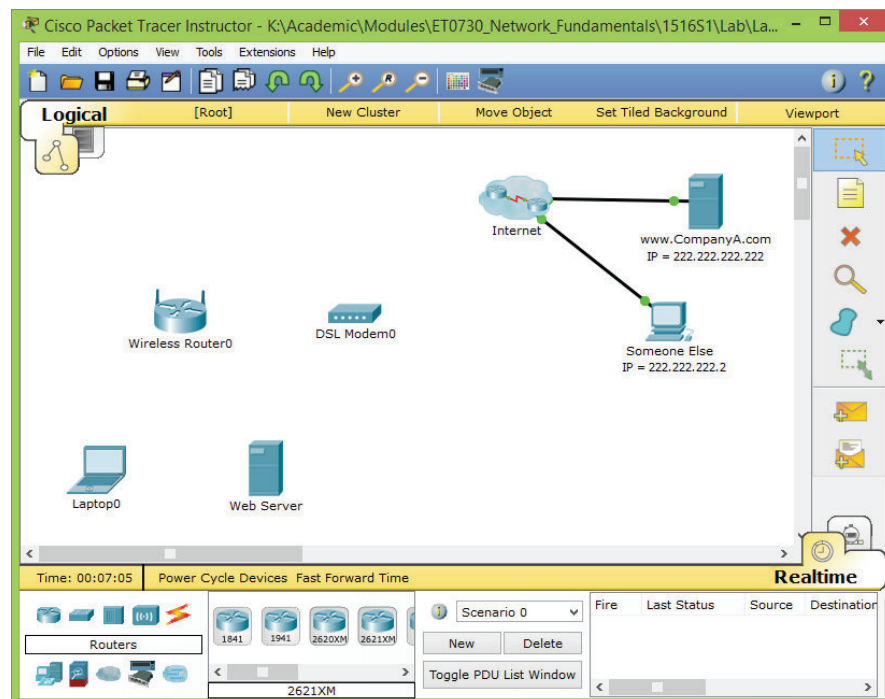 Cisco Packet Tracer Instructor - K:\Academic\Modules\ET0730_Network_Fundamentals\1516S1\Lab\La...
File Edit Options View Tools Extensions Help
Logical [Root] New Cluster Move Object Set Tiled Background Viewport
Internet
www.CompanyA.com
IP = 222.222.222.222
Wireless Router0
DSL Modem0
Someone Else
IP = 222.222.222.2
Laptop0
Web Server
Time: 00:07:05 Power Cycle Devices Fast Forward Time Realtime
Routers
1841 1941 2620XM 2621XM
2621XM
Scenario 0
New Delete
Toggle PDU List Window
Fire Last Status Source Destination